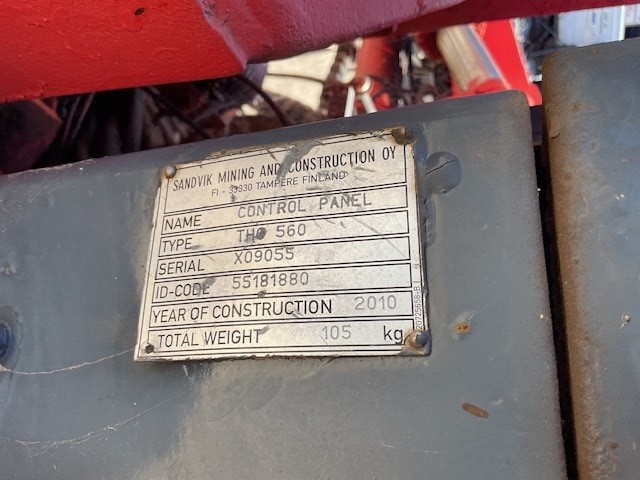 SANDVIK MINING AND CONSTRUCTION OY
FI - 33330 TAMPERE FINLAND
NAME CONTROL PANEL
TYPE THC 560
SERIAL X09055
ID-CODE 55181880
YEAR OF CONSTRUCTION 2010
TOTAL WEIGHT 105 kg